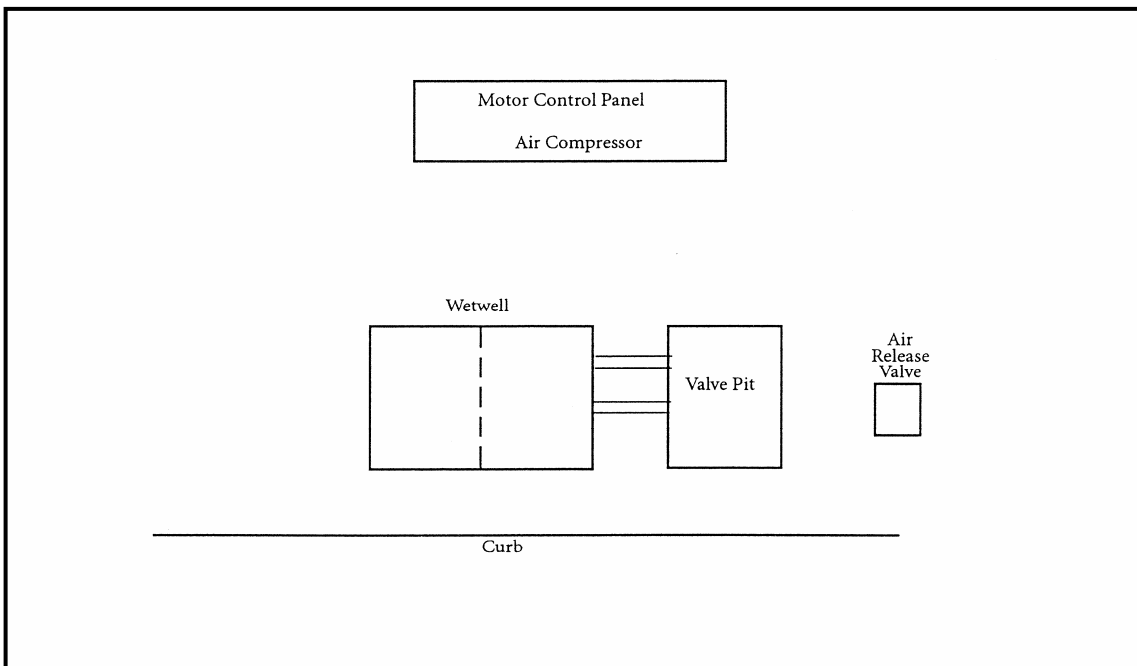 Motor Control Panel
Air Compressor
Wetwell
Air
Release
Valve
Valve Pit
Curb